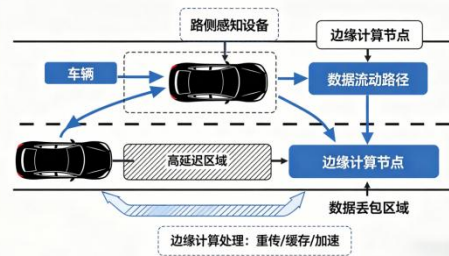 路侧感知设备
边缘计算节点
车辆
数据流动路径
高延迟区域
边缘计算节点
数据丢包区域
边缘计算处理：重传/缓存/加速